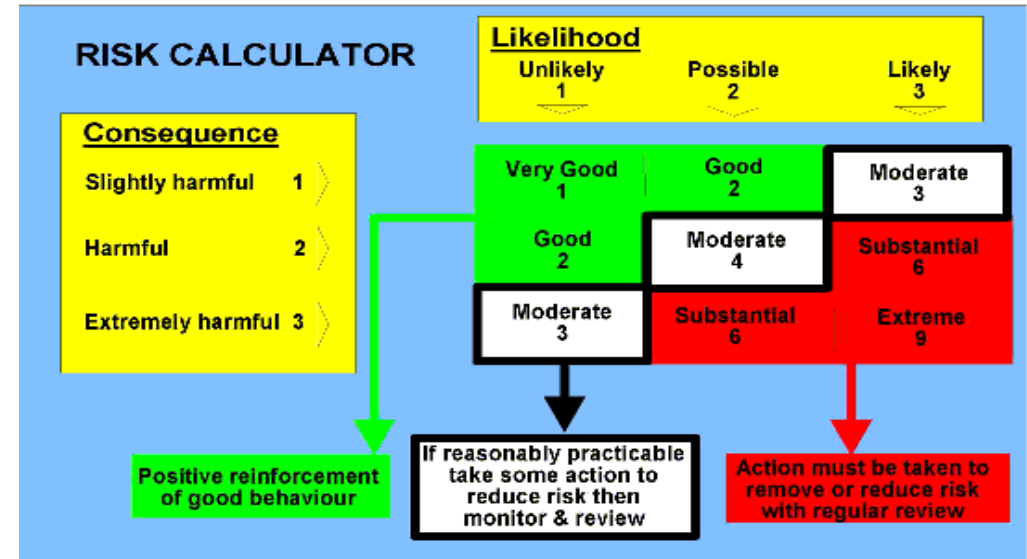 RISK CALCULATOR
Likelihood
Unlikely Possible Likely
1 2 3
Consequence
Slightly harmful 1
Harmful 2
Extremely harmful 3
Very Good Good Moderate
1 2 3
Good Moderate Substantial
2 4 6
Moderate Substantial Extreme
3 6 9
Positive reinforcement
of good behaviour
If reasonably practicable
take some action to
reduce risk then
monitor & review
Action must be taken to
remove or reduce risk
with regular review